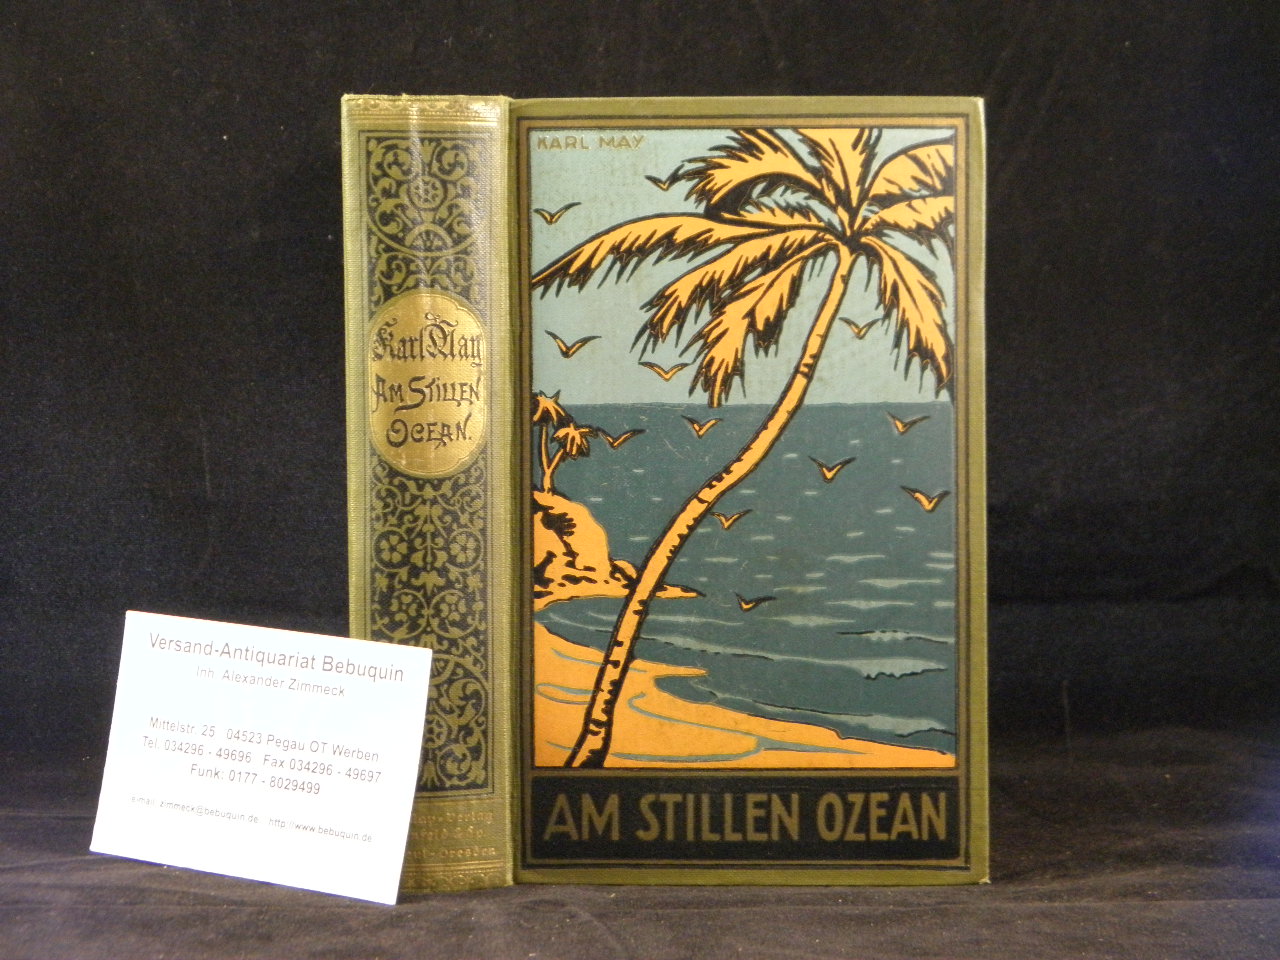 Karl May
AM STILLEN
OCEAN.
KARL MAY
AM STILLEN OZEAN
Versand-Antiquariat Bebuquin
Inh. Alexander Zimmeck
Mittelstr. 25 04523 Pegau OT Werben
Tel. 034296 - 49696 Fax 034296 - 49697
Funk: 0177 - 8029499
e-mail: zimmeck@bebuquin.de http://www.bebuquin.de